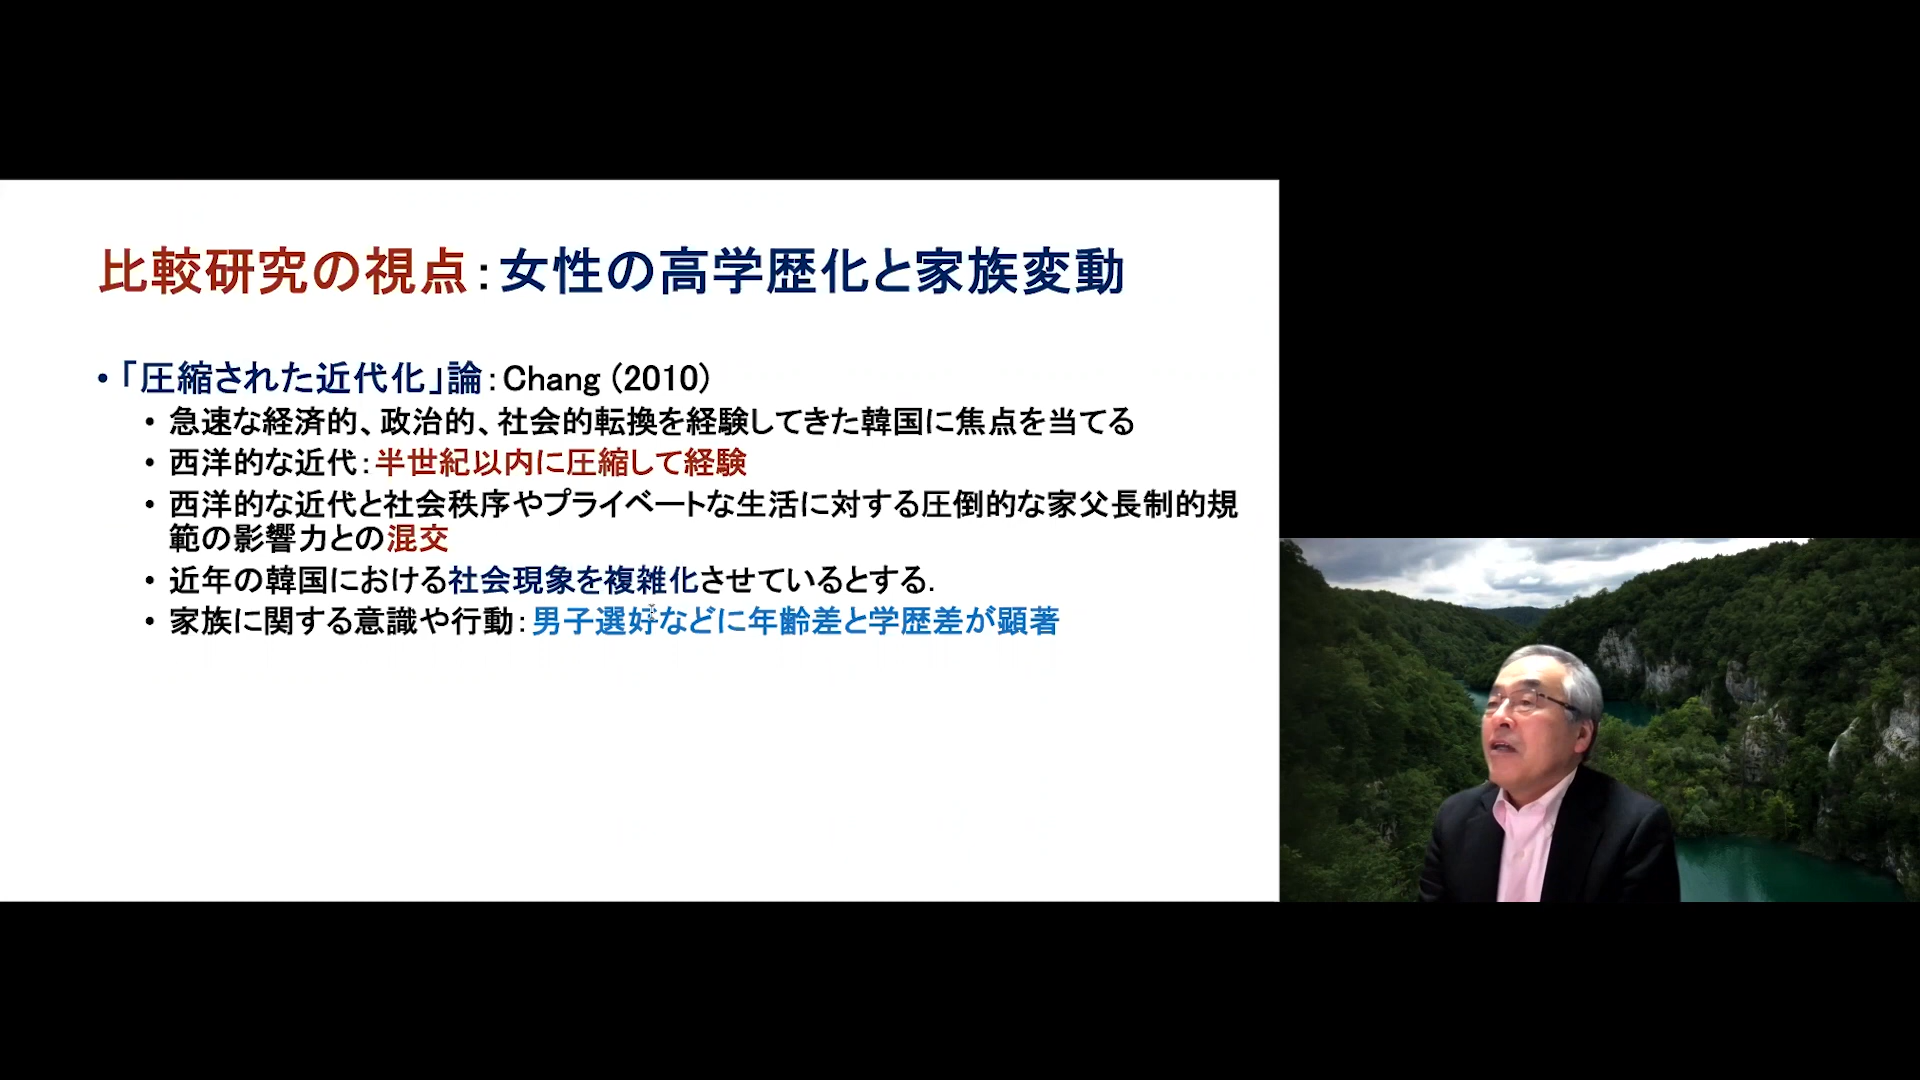 比較研究の視点：女性の高学歴化と家族変動
•「圧縮された近代化」論：Chang (2010)
• 急速な経済的、政治的、社会的転換を経験してきた韓国に焦点を当てる
• 西洋的な近代：半世紀以内に圧縮して経験
• 西洋的な近代と社会秩序やプライベートな生活に対する圧倒的な家父長制的規
範の影響力との混交
• 近年の韓国における社会現象を複雑化させているとする.
• 家族に関する意識や行動：男子選好などに年齢差と学歴差が顕著